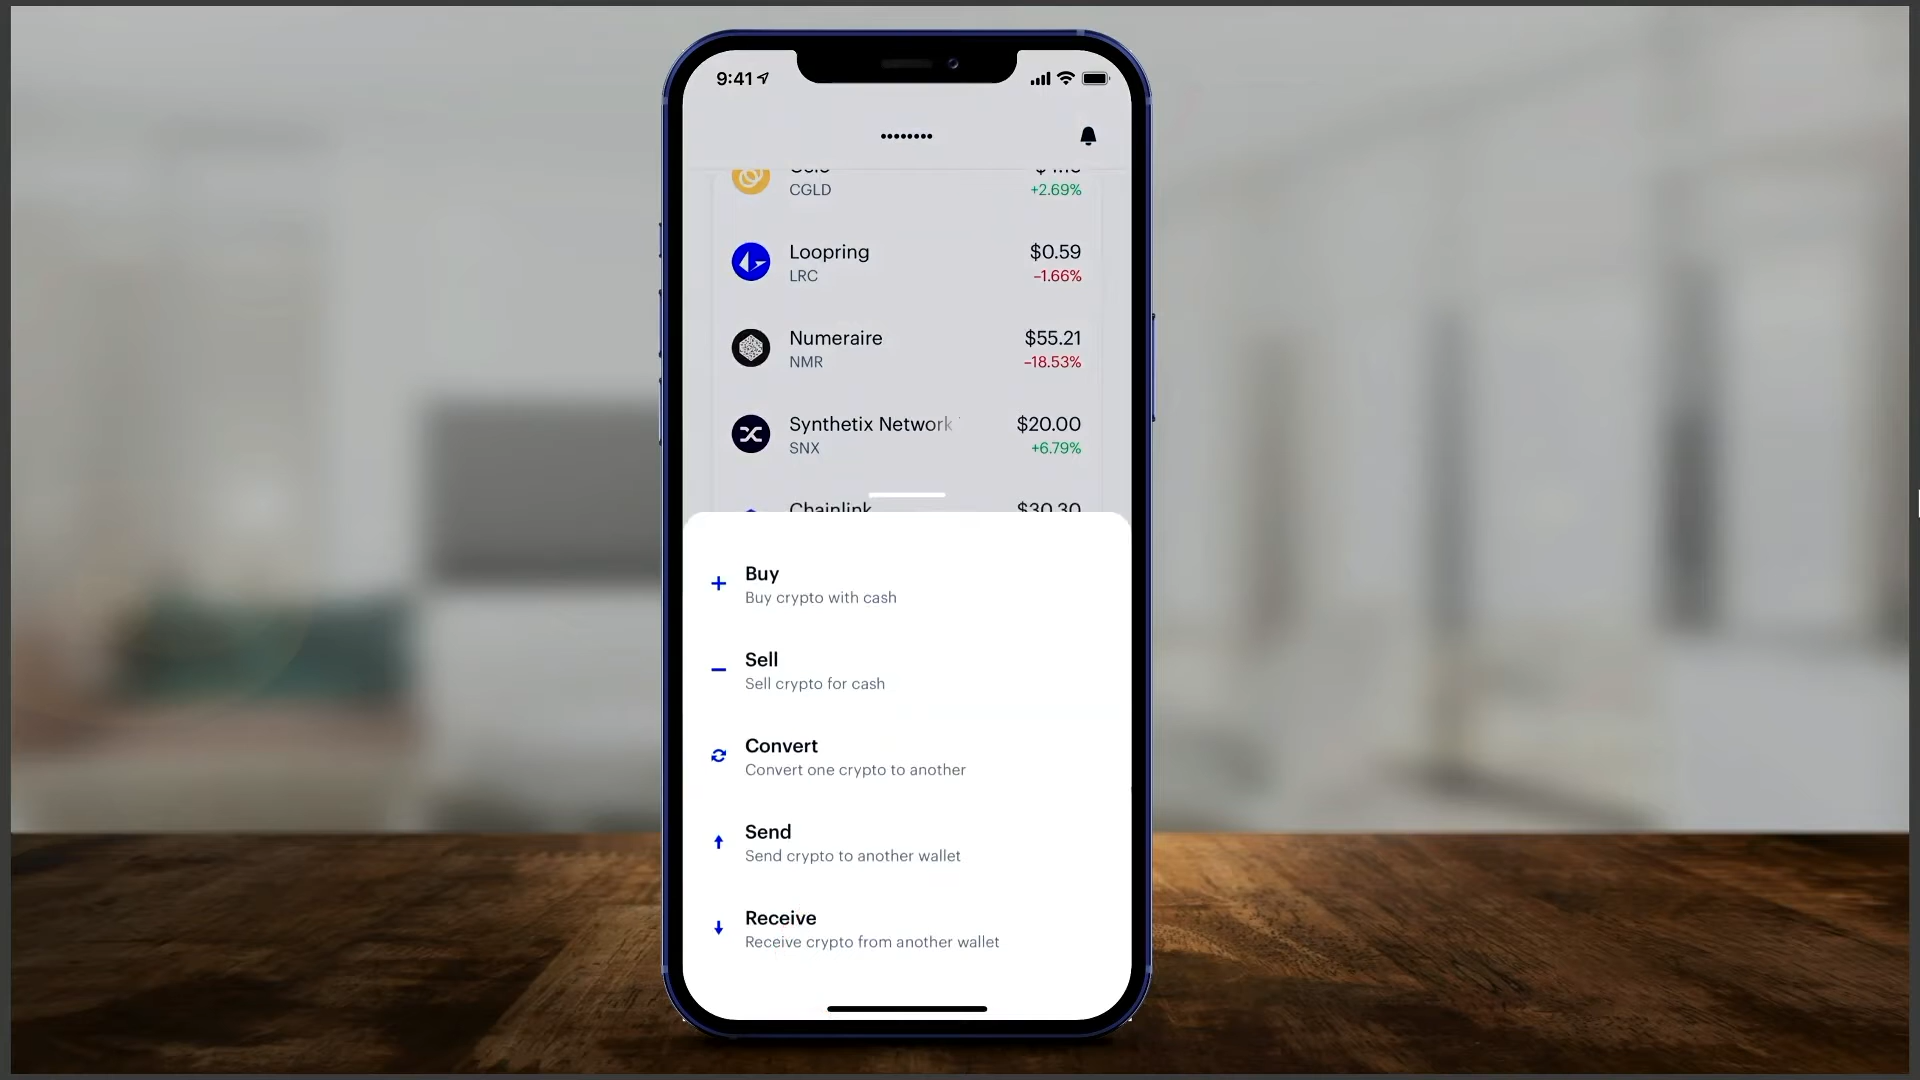 9:41
••••••••
CGLD +2.69%
Loopring $0.59
LRC -1.66%
Numeraire $55.21
NMR -18.53%
Synthetix Network $20.00
SNX +6.79%
Chainlink $30.30
Buy
Buy crypto with cash
Sell
Sell crypto for cash
Convert
Convert one crypto to another
Send
Send crypto to another wallet
Receive
Receive crypto from another wallet